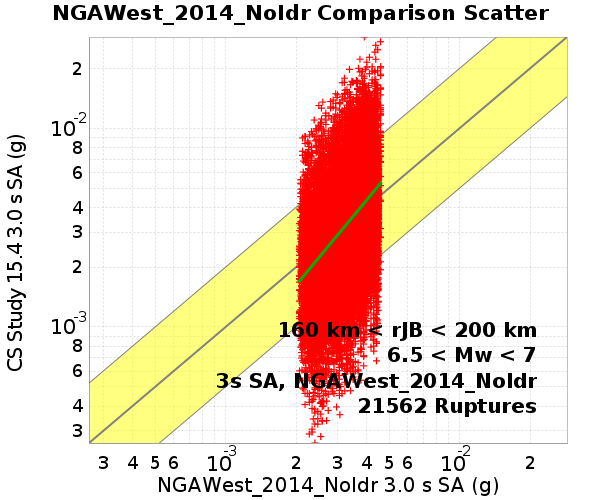 NGAWest_2014_NoIdr Comparison Scatter
CS Study 15.4 3.0 s SA (g)
2
10-2
8
6
4
3
2
10-3
8
6
4
3
160 km < rJB < 200 km
6.5 < Mw < 7
3s SA, NGAWest_2014_NoIdr
21562 Ruptures
3 4 5 6 10-3 2 3 4 5 6 10-2 2
NGAWest_2014_NoIdr 3.0 s SA (g)